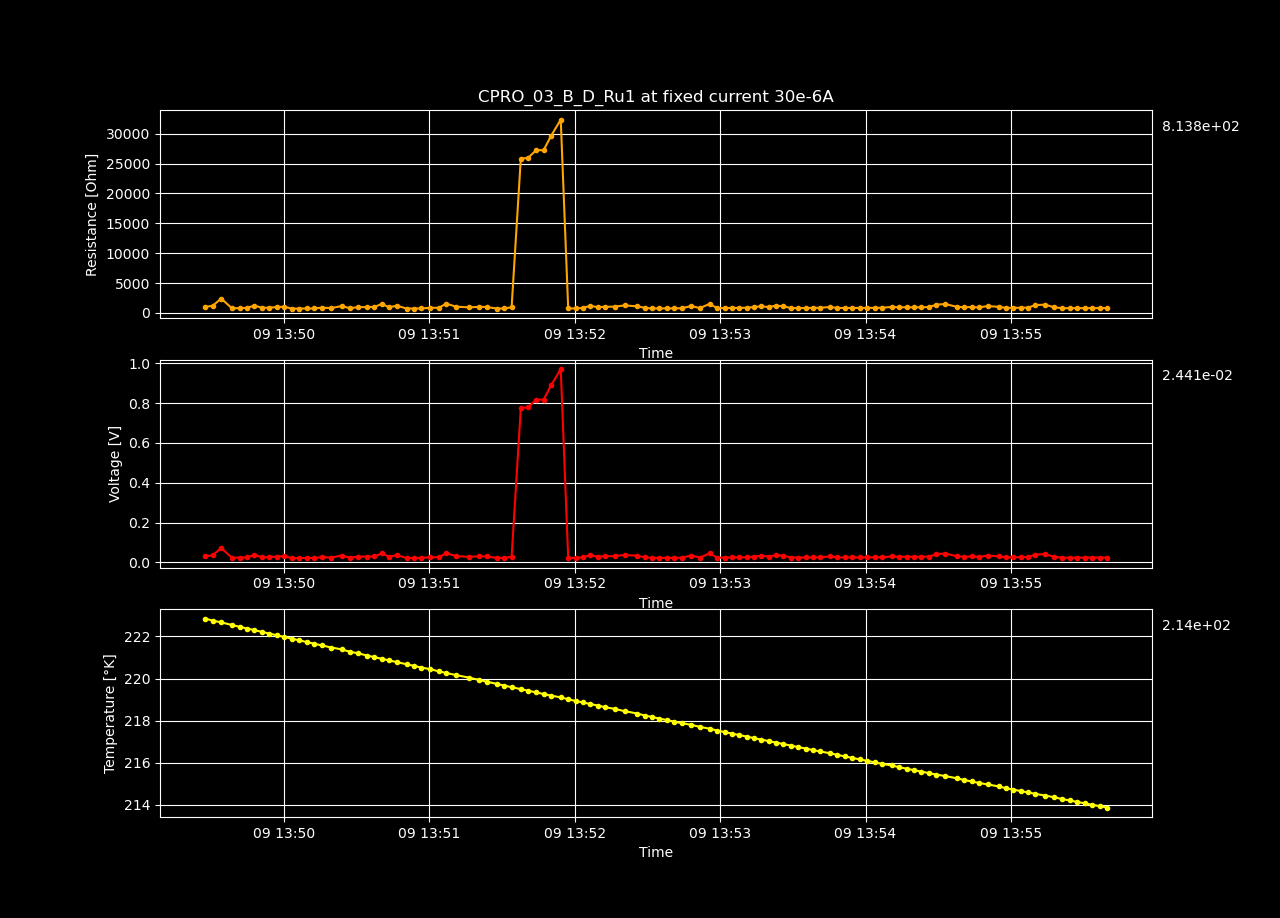 CPRO_03_B_D_Ru1 at fixed current 30e-6A
8.138e+02
Resistance [Ohm]
30000
25000
20000
15000
10000
5000
0
09 13:50 09 13:51 09 13:52 09 13:53 09 13:54 09 13:55
Time
2.441e-02
Voltage [V]
1.0
0.8
0.6
0.4
0.2
0.0
09 13:50 09 13:51 09 13:52 09 13:53 09 13:54 09 13:55
Time
2.14e+02
Temperature [°K]
222
220
218
216
214
09 13:50 09 13:51 09 13:52 09 13:53 09 13:54 09 13:55
Time